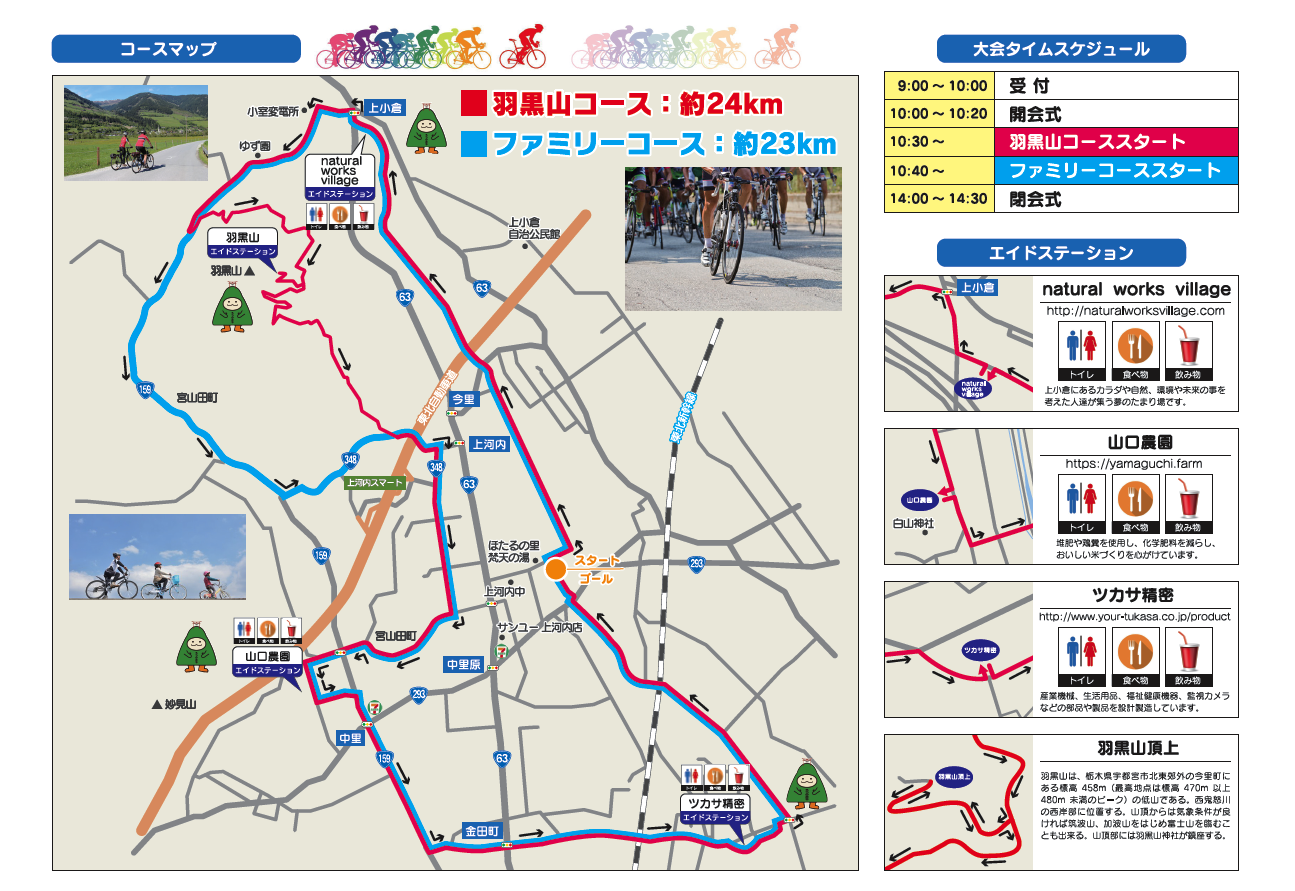 コースマップ
羽黒山コース：約24km
ファミリーコース：約23km
小室変電所
上小倉
ゆず園
natural
works
village
エイドステーション
トイレ
食べ物
飲み物
羽黒山
エイドステーション
羽黒山▲
上小倉
自治公民館
63
63
東北自動車道
東北新幹線
159
宮山田町
今里
上河内
348
348
63
上河内スマート
159
ほたるの里
梵天の湯
スタート
ゴール
293
上河内中
サンユー上河内店
宮山田町
トイレ
食べ物
飲み物
山口農園
エイドステーション
中里原
▲妙見山
293
中里
159
63
トイレ
食べ物
飲み物
ツカサ精密
エイドステーション
金田町
大会タイムスケジュール
9:00～10:00 受付
10:00～10:20 開会式
10:30～ 羽黒山コーススタート
10:40～ ファミリーコーススタート
14:00～14:30 閉会式
エイドステーション
上小倉
natural
works
village
natural works village
http://naturalworksvillage.com
トイレ
食べ物
飲み物
上小倉にあるカラダや自然、環境や未来の事を
考えた人達が集う夢のたまり場です。
山口農園
白山神社
山口農園
https://yamaguchi.farm
トイレ
食べ物
飲み物
堆肥や鶏糞を使用し、化学肥料を減らし、
おいしい米づくりを心がけています。
ツカサ精密
ツカサ精密
http://www.your-tukasa.co.jp/product
トイレ
食べ物
飲み物
産業機械、生活用品、福祉健康機器、監視カメラ
などの部品や製品を設計製造しています。
羽黒山頂上
羽黒山頂上
羽黒山は、栃木県宇都宮市北東郊外の今里町に
ある標高 458m（最高地点は標高 470m 以上
480m 未満のピーク）の低山である。西鬼怒川
の西岸部に位置する。山頂からは気象条件が良
ければ筑波山、加波山をはじめ富士山を臨むこ
とも出来る。山頂部には羽黒山神社が鎮座する。